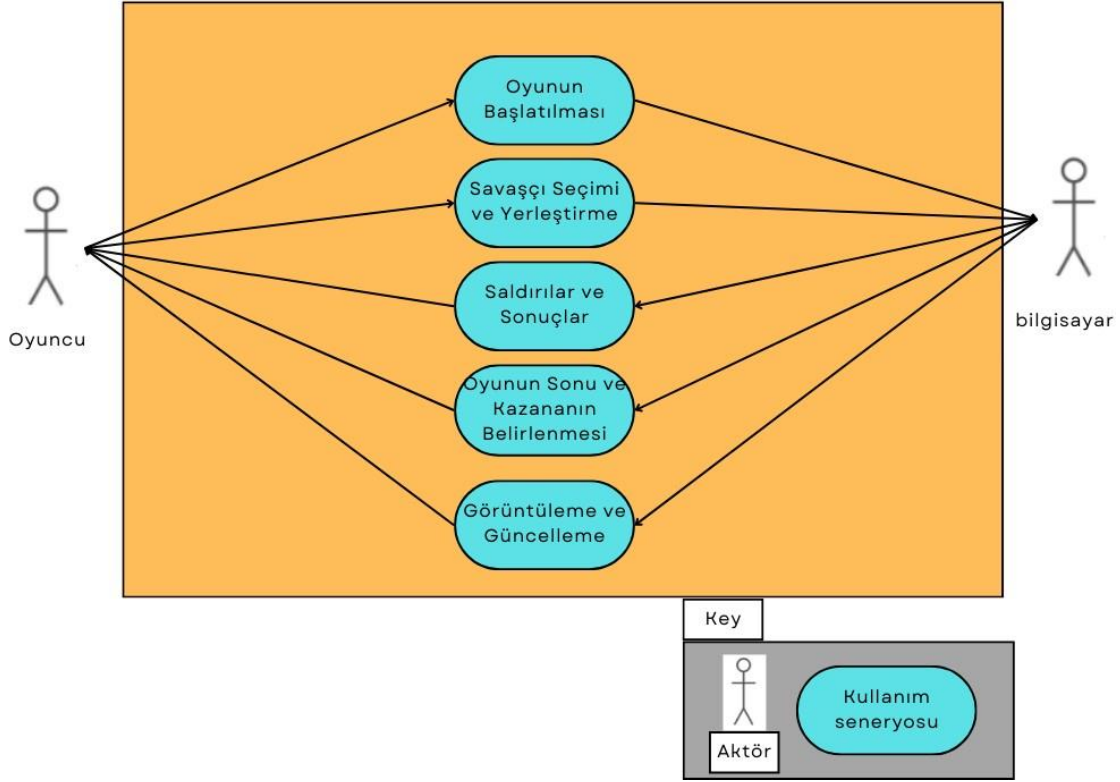 Oyunun
Başlatılması
Savaşçı Seçimi
ve Yerleştirme
Saldırılar ve
Sonuçlar
Oyunun Sonu ve
Kazananın
Belirlenmesi
Görüntüleme ve
Güncelleme
Oyuncu
bilgisayar
Key
Aktör
Kullanım
seneryosu